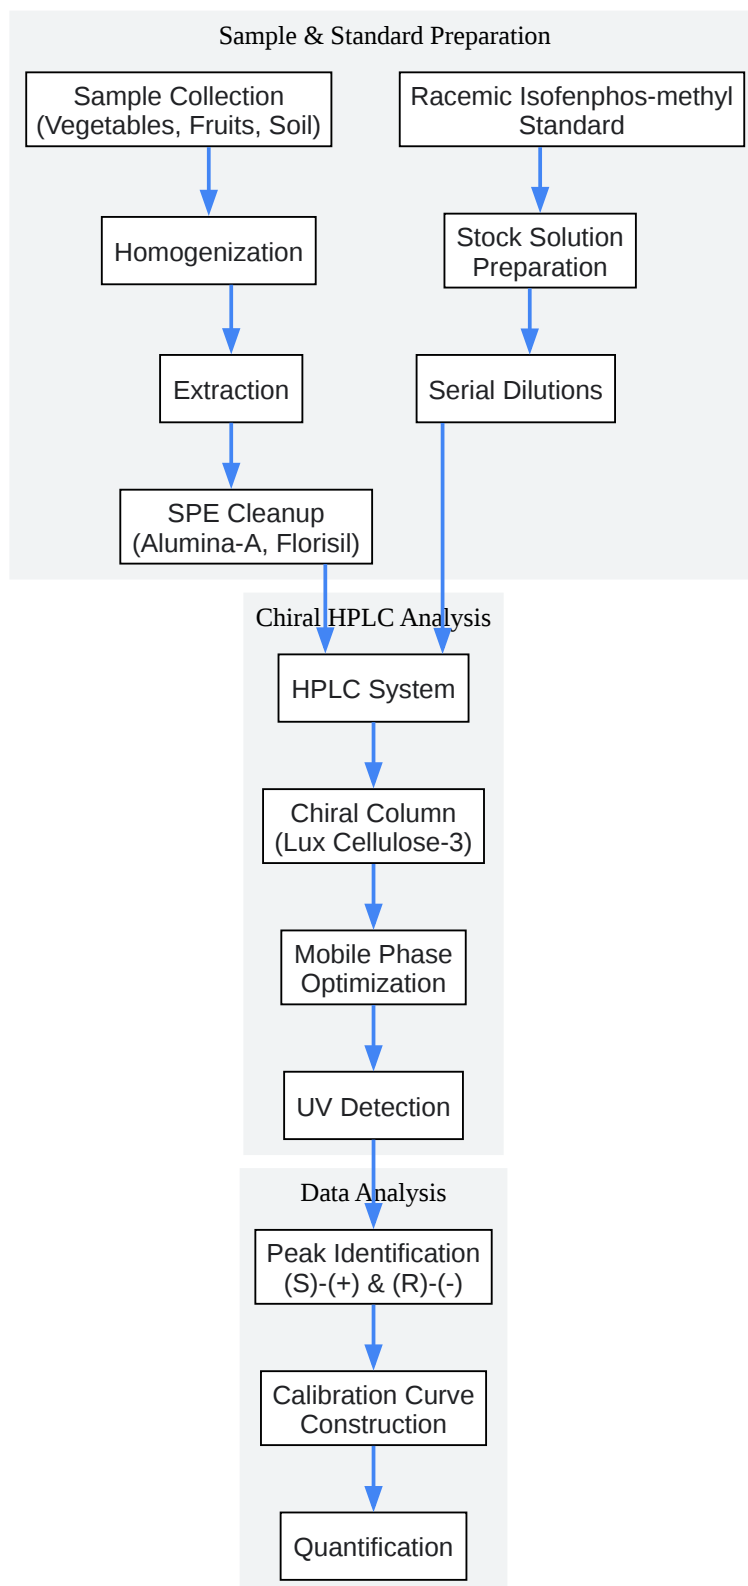 Sample & Standard Preparation
Sample Collection
(Vegetables, Fruits, Soil)
Racemic Isofenphos-methyl
Standard
Homogenization
Stock Solution
Preparation
Extraction
Serial Dilutions
SPE Cleanup
(Alumina-A, Florisil)
Chiral HPLC Analysis
HPLC System
Chiral Column
(Lux Cellulose-3)
Mobile Phase
Optimization
UV Detection
Data Analysis
Peak Identification
(S)-(+) & (R)-(-)
Calibration Curve
Construction
Quantification